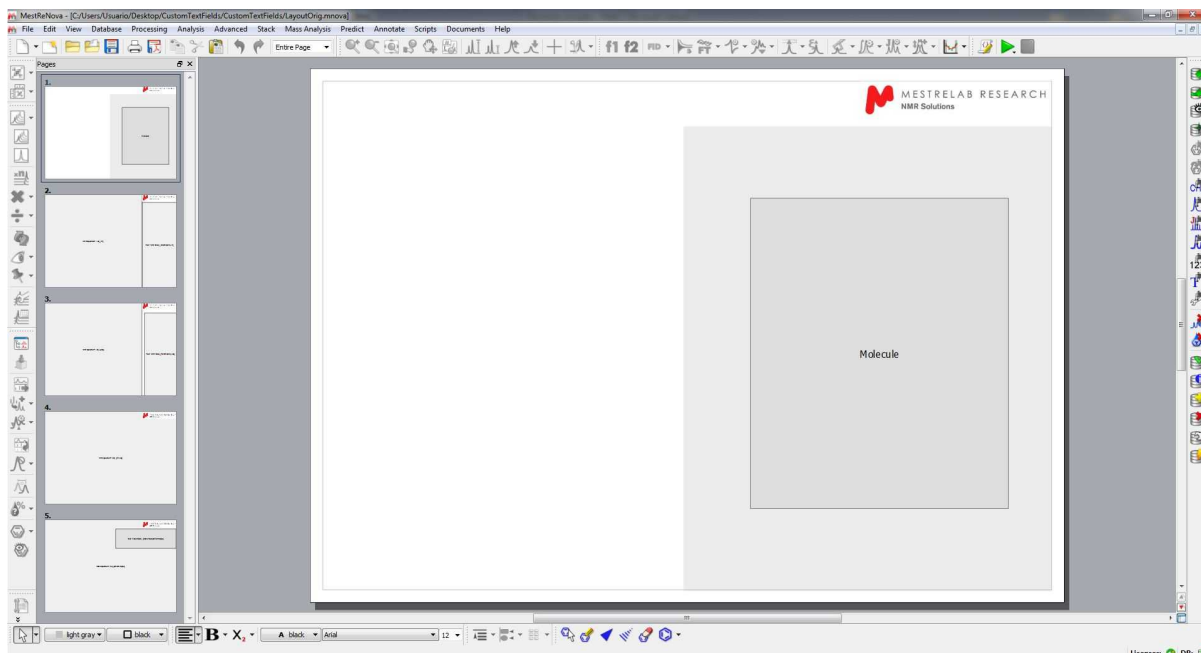 MestReNova - [C:/Users/Usuario/Desktop/CustomTextFields/CustomTextFields/LayoutOrig.mnova]
File Edit View Database Processing Analysis Advanced Stack Mass Analysis Predict Annotate Scripts Documents Help
Entire Page
f1 f2 FID
Pages
1.
2.
3.
4.
5.
MESTRELAB RESEARCH
NMR Solutions
Molecule
light gray black B X₂ A black Arial 12